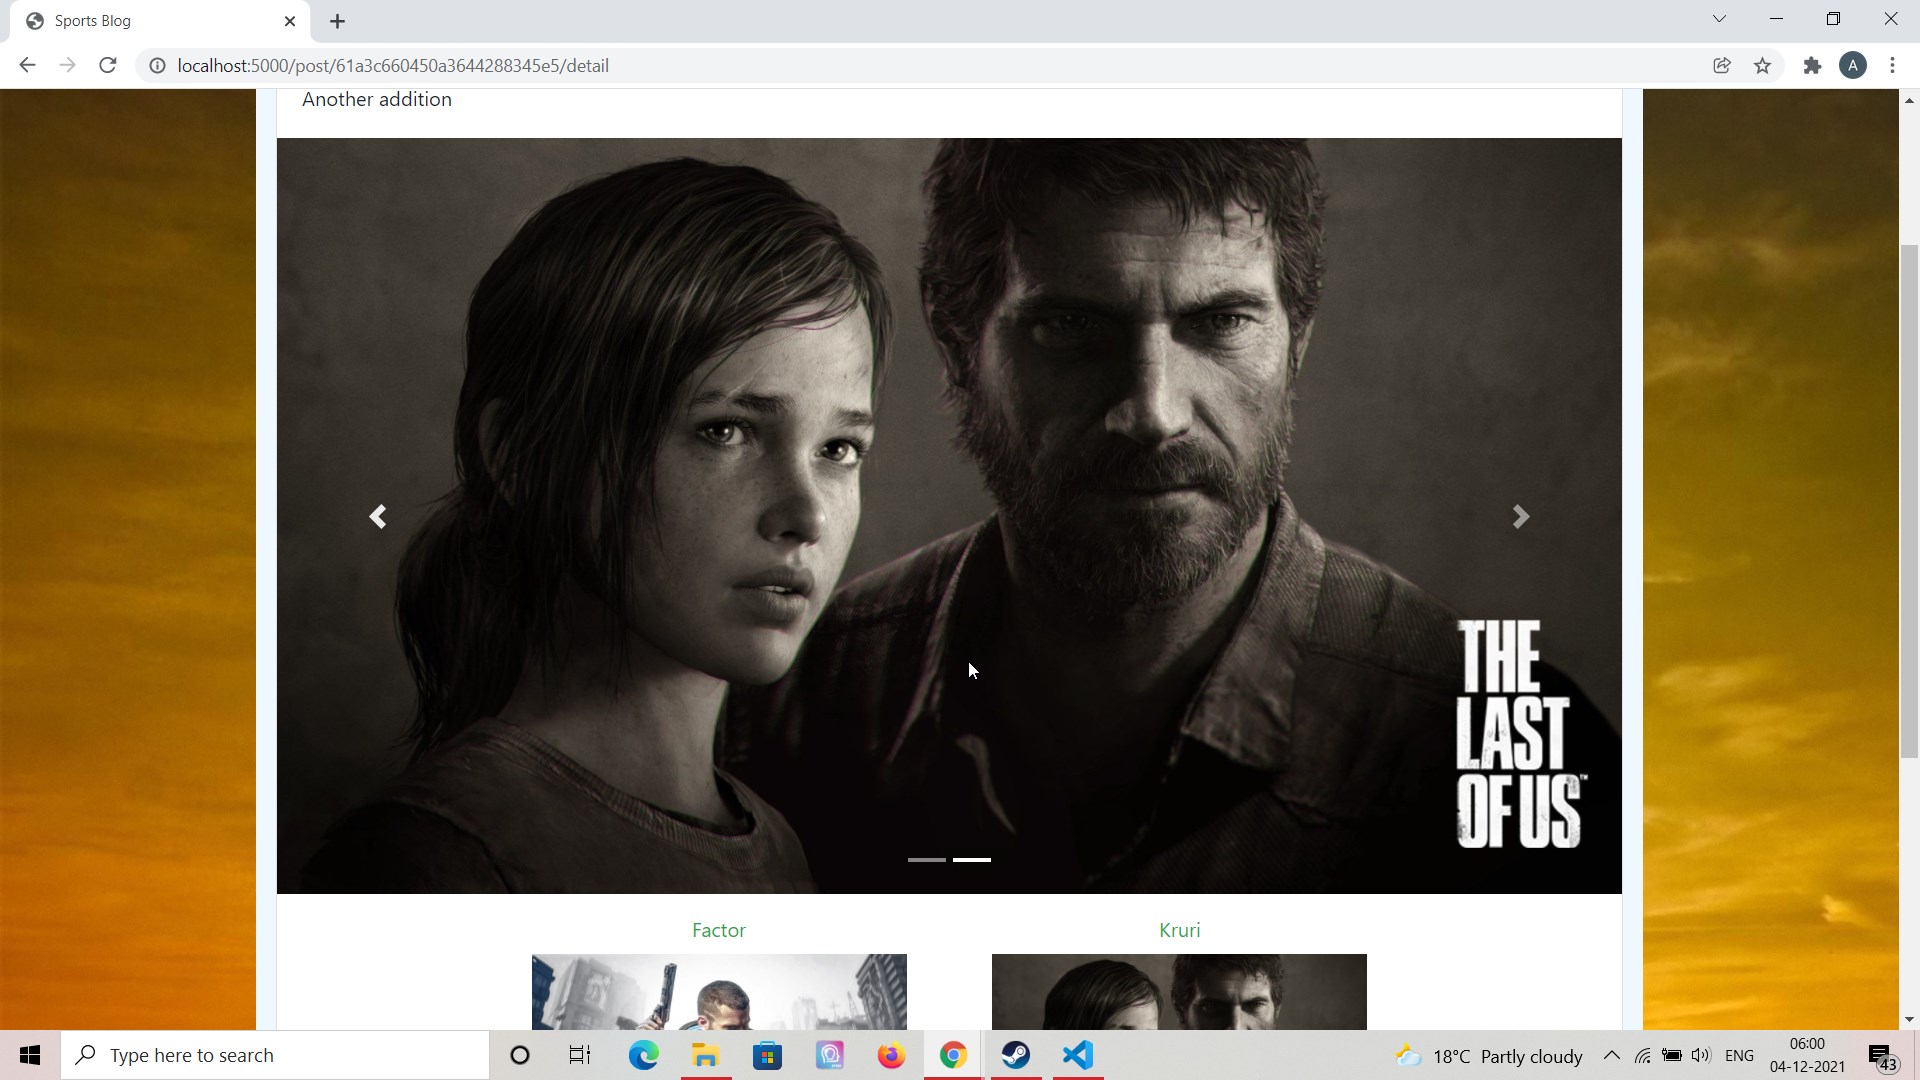 Sports Blog
localhost:5000/post/61a3c660450a3644288345e5/detail
A
Another addition
THE
LAST
OF US™
Factor
Kruri
Type here to search
18°C Partly cloudy
ENG
06:00
04-12-2021
43